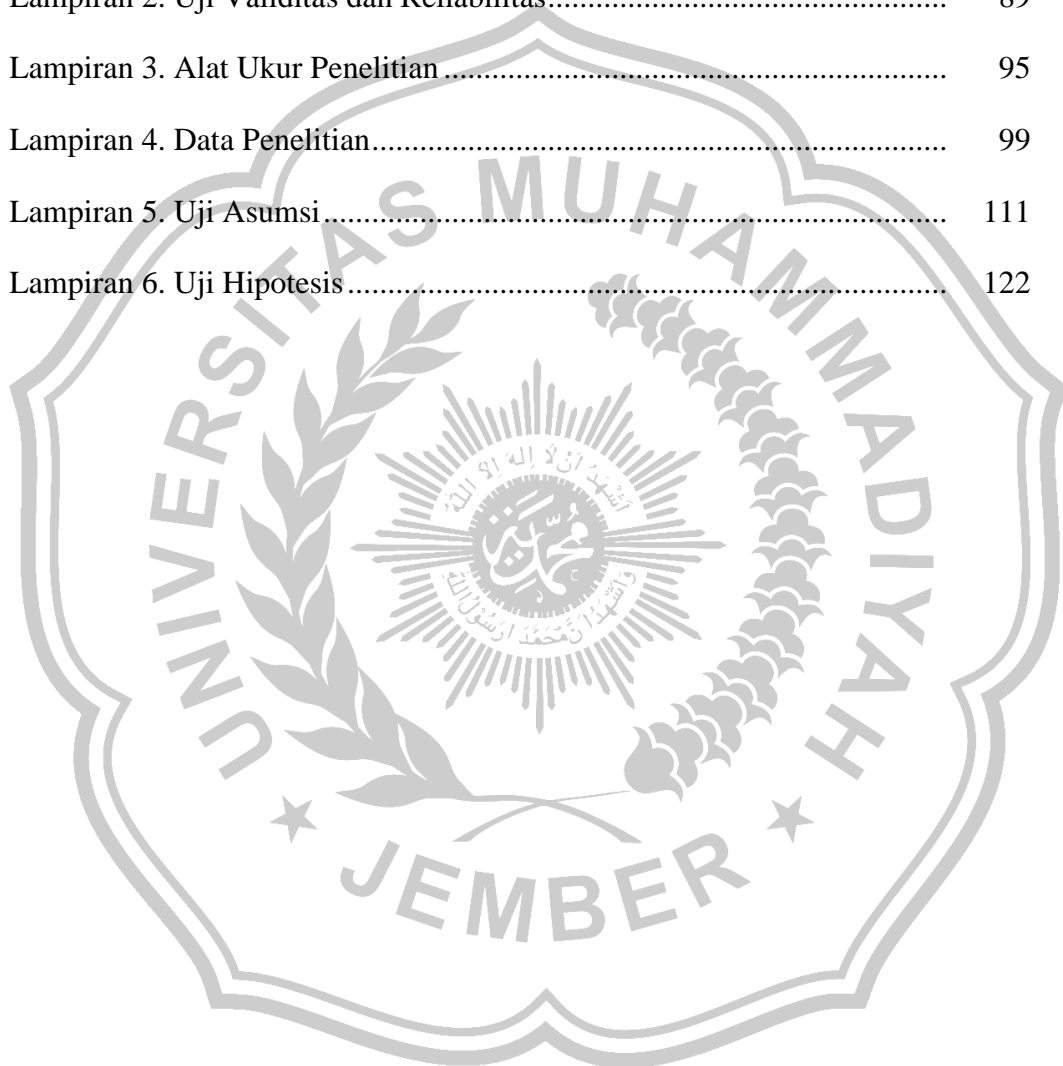 Lampiran 2. Uji Validitas dan Reliabilitas.................................................. 89
Lampiran 3. Alat Ukur Penelitian............................................................... 95
Lampiran 4. Data Penelitian........................................................................ 99
Lampiran 5. Uji Asumsi.............................................................................. 111
Lampiran 6. Uji Hipotesis........................................................................... 122
UNIVERSITAS MUHAMMADIYAH
JEMBER